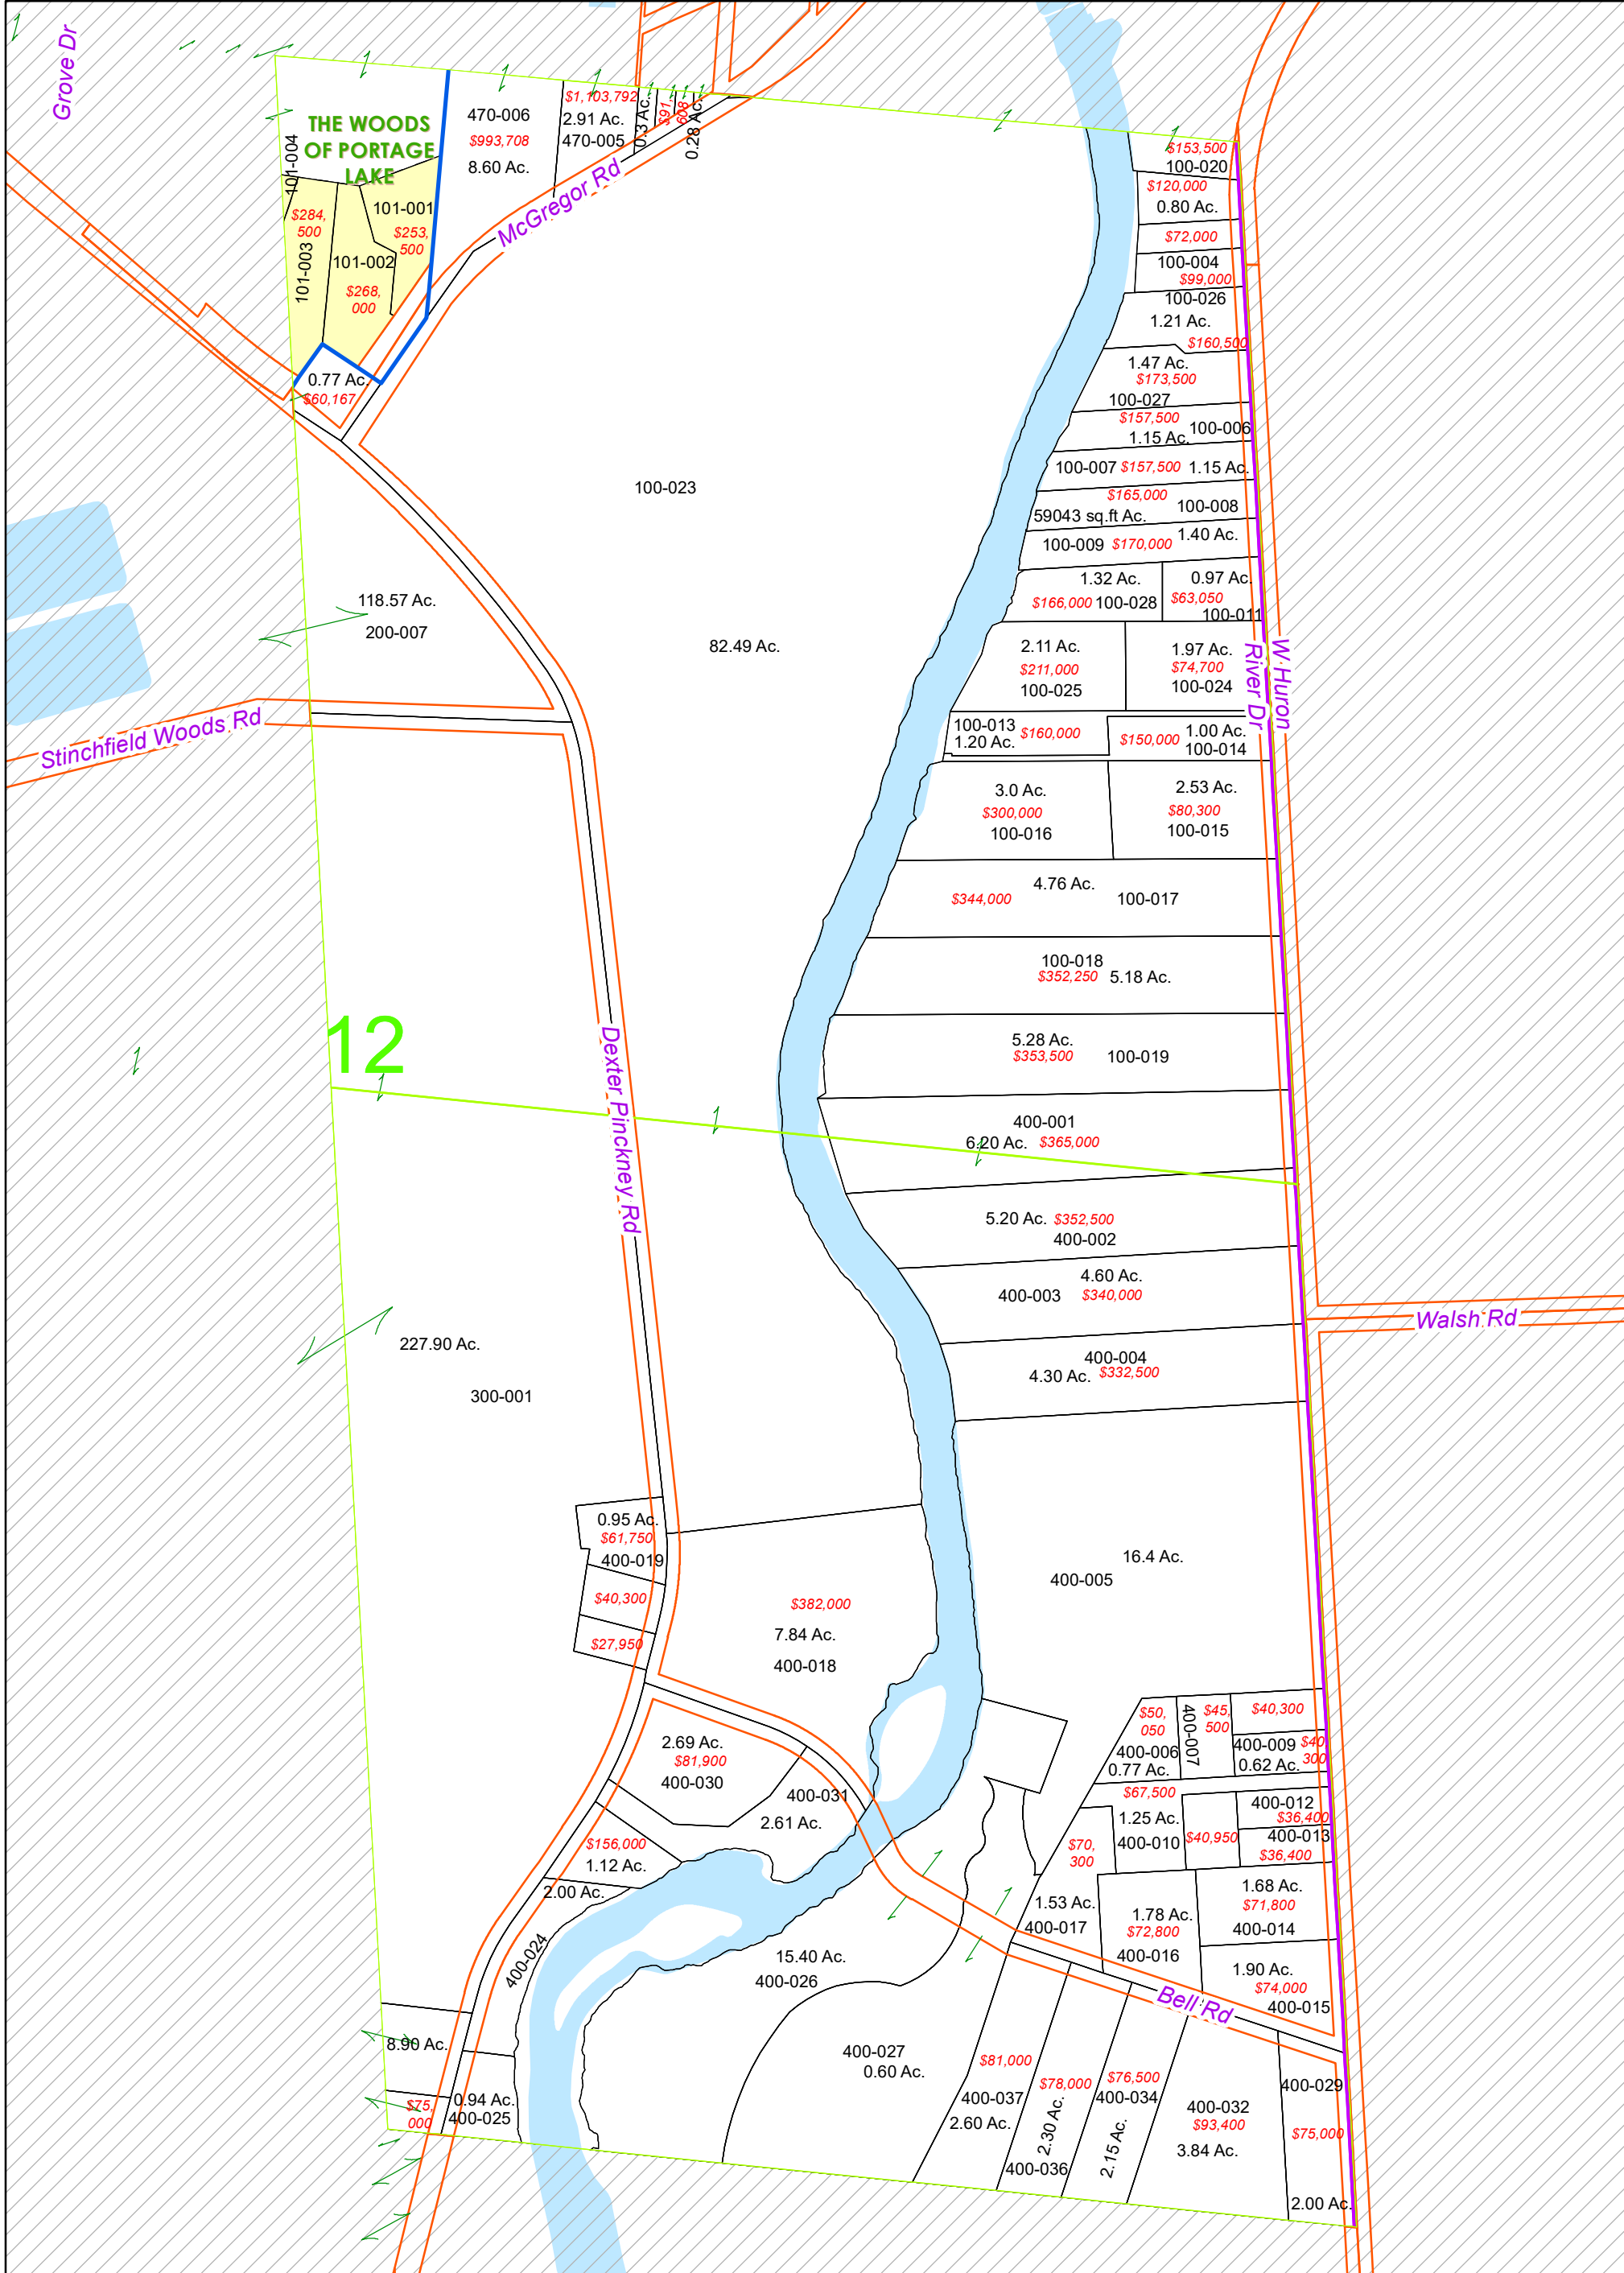 Grove Dr
THE WOODS
OF PORTAGE
LAKE
101-004
$284,
500
101-003
101-001
$253,
500
101-002
$268,
000
0.77 Ac.
$60,167
470-006
$993,708
8.60 Ac.
$1,103,792
2.91 Ac.
470-005
0.3 Ac.
$91,
608
0.28 Ac.
McGregor Rd
$153,500
100-020
$120,000
0.80 Ac.
$72,000
100-004
$99,000
100-026
1.21 Ac.
$160,500
1.47 Ac.
$173,500
100-027
$157,500
100-006
1.15 Ac.
100-007 $157,500 1.15 Ac.
$165,000
100-008
59043 sq.ft Ac.
1.40 Ac.
100-009 $170,000
1.32 Ac.
$166,000 100-028
0.97 Ac.
$63,050
100-011
2.11 Ac.
$211,000
100-025
1.97 Ac.
$74,700
100-024
W Huron
River Dr
100-013
1.20 Ac. $160,000
$150,000 1.00 Ac.
100-014
3.0 Ac.
$300,000
100-016
2.53 Ac.
$80,300
100-015
4.76 Ac.
$344,000
100-017
100-018
$352,250 5.18 Ac.
5.28 Ac.
$353,500 100-019
400-001
6.20 Ac. $365,000
5.20 Ac. $352,500
400-002
4.60 Ac.
400-003 $340,000
400-004
4.30 Ac. $332,500
Walsh Rd
100-023
82.49 Ac.
118.57 Ac.
200-007
Stinchfield Woods Rd
12
Dexter Pinckney Rd
227.90 Ac.
300-001
0.95 Ac.
$61,750
400-019
$40,300
$27,950
$382,000
7.84 Ac.
400-018
16.4 Ac.
400-005
2.69 Ac.
$81,900
400-030
400-031
2.61 Ac.
$156,000
1.12 Ac.
2.00 Ac.
400-024
$50,
050
400-006
0.77 Ac.
400-007
$45,
500
$40,300
400-009
$40
300
0.62 Ac.
$67,500
1.25 Ac.
400-010
$40,950
400-012
$36,400
400-013
$36,400
$70,
300
1.53 Ac.
400-017
1.78 Ac.
$72,800
400-016
1.68 Ac.
$71,800
400-014
1.90 Ac.
$74,000
400-015
Bell Rd
15.40 Ac.
400-026
400-027
0.60 Ac.
8.90 Ac.
$75,
000
0.94 Ac.
400-025
$81,000
400-037
2.60 Ac.
$78,000
2.30 Ac.
400-036
$76,500
400-034
2.15 Ac.
400-032
$93,400
3.84 Ac.
400-029
$75,000
2.00 Ac.